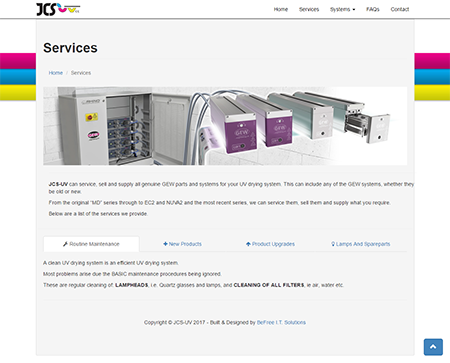 JCS UV
Home Services Systems FAQs Contact
Services
Home / Services
GEW
GEW
GEW
JCS-UV can service, sell and supply all genuine GEW parts and systems for your UV drying system. This can include any of the GEW systems, whether they
be old or new.
From the original "MD" series through to EC2 and NUVA2 and the most recent series, we can service them, sell them and supply what you require.
Below are a list of the services we provide.
Routine Maintenance New Products Product Upgrades Lamps And Spareparts
A clean UV drying system is an efficient UV drying system.
Most problems arise due the BASIC maintenance procedures being ignored.
These are regular cleaning of; LAMPHEADS, i.e. Quartz glasses and lamps, and CLEANING OF ALL FILTERS, ie air, water etc.
Copyright © JCS-UV 2017 - Built & Designed by BeFree I.T. Solutions